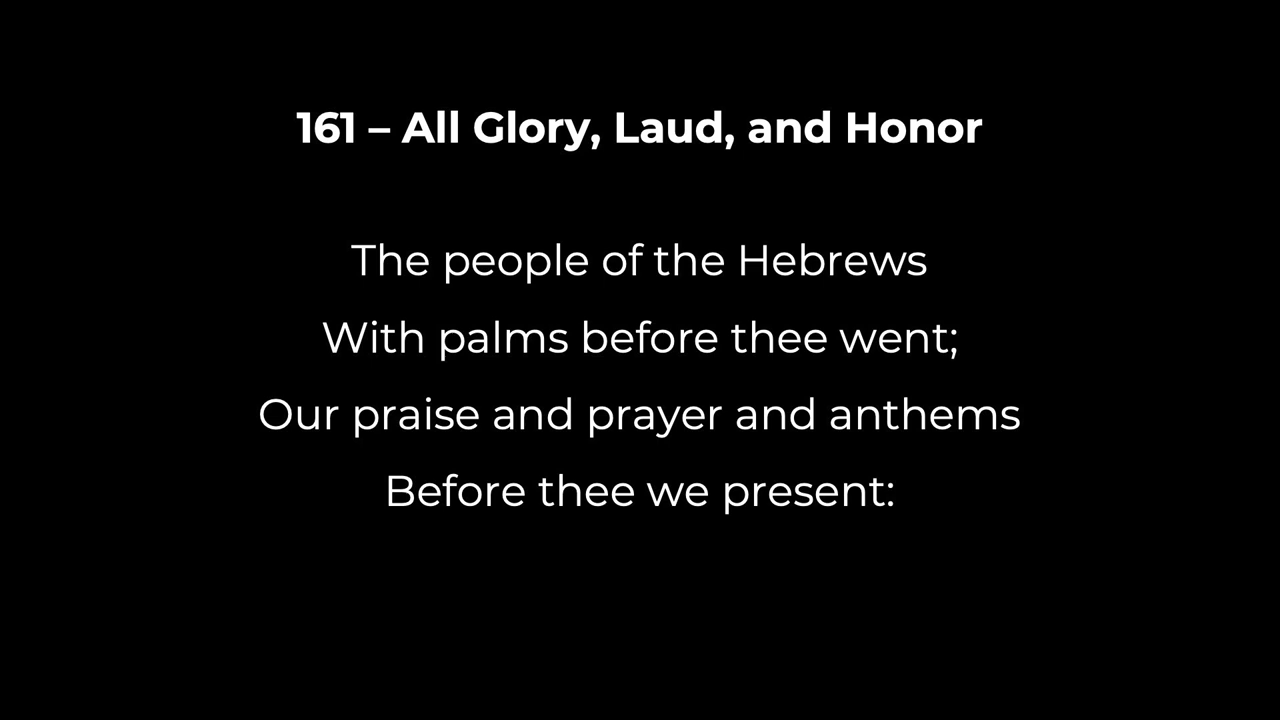 161 – All Glory, Laud, and Honor
The people of the Hebrews
With palms before thee went;
Our praise and prayer and anthems
Before thee we present: